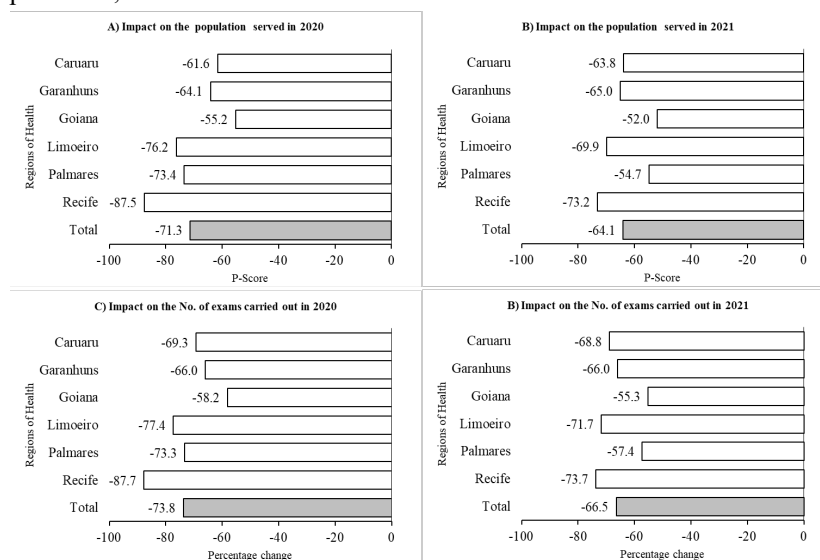 A) Impact on the population served in 2020
Regions of Health
Caruaru -61.6
Garanhuns -64.1
Goiana -55.2
Limoeiro -76.2
Palmares -73.4
Recife -87.5
Total -71.3
-100 -80 -60 -40 -20 0
P-Score
B) Impact on the population served in 2021
Regions of Health
Caruaru -63.8
Garanhuns -65.0
Goiana -52.0
Limoeiro -69.9
Palmares -54.7
Recife -73.2
Total -64.1
-100 -80 -60 -40 -20 0
P-Score
C) Impact on the No. of exams carried out in 2020
Regions of Health
Caruaru -69.3
Garanhuns -66.0
Goiana -58.2
Limoeiro -77.4
Palmares -73.3
Recife -87.7
Total -73.8
-100 -80 -60 -40 -20 0
Percentage change
B) Impact on the No. of exams carried out in 2021
Regions of Health
Caruaru -68.8
Garanhuns -66.0
Goiana -55.3
Limoeiro -71.7
Palmares -57.4
Recife -73.7
Total -66.5
-100 -80 -60 -40 -20 0
Percentage change